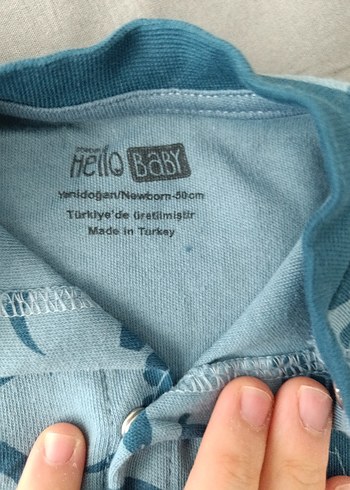 Hello BABY
Yenidoğan/Newborn-50cm
Türkiye'de üretilmiştir
Made in Turkey